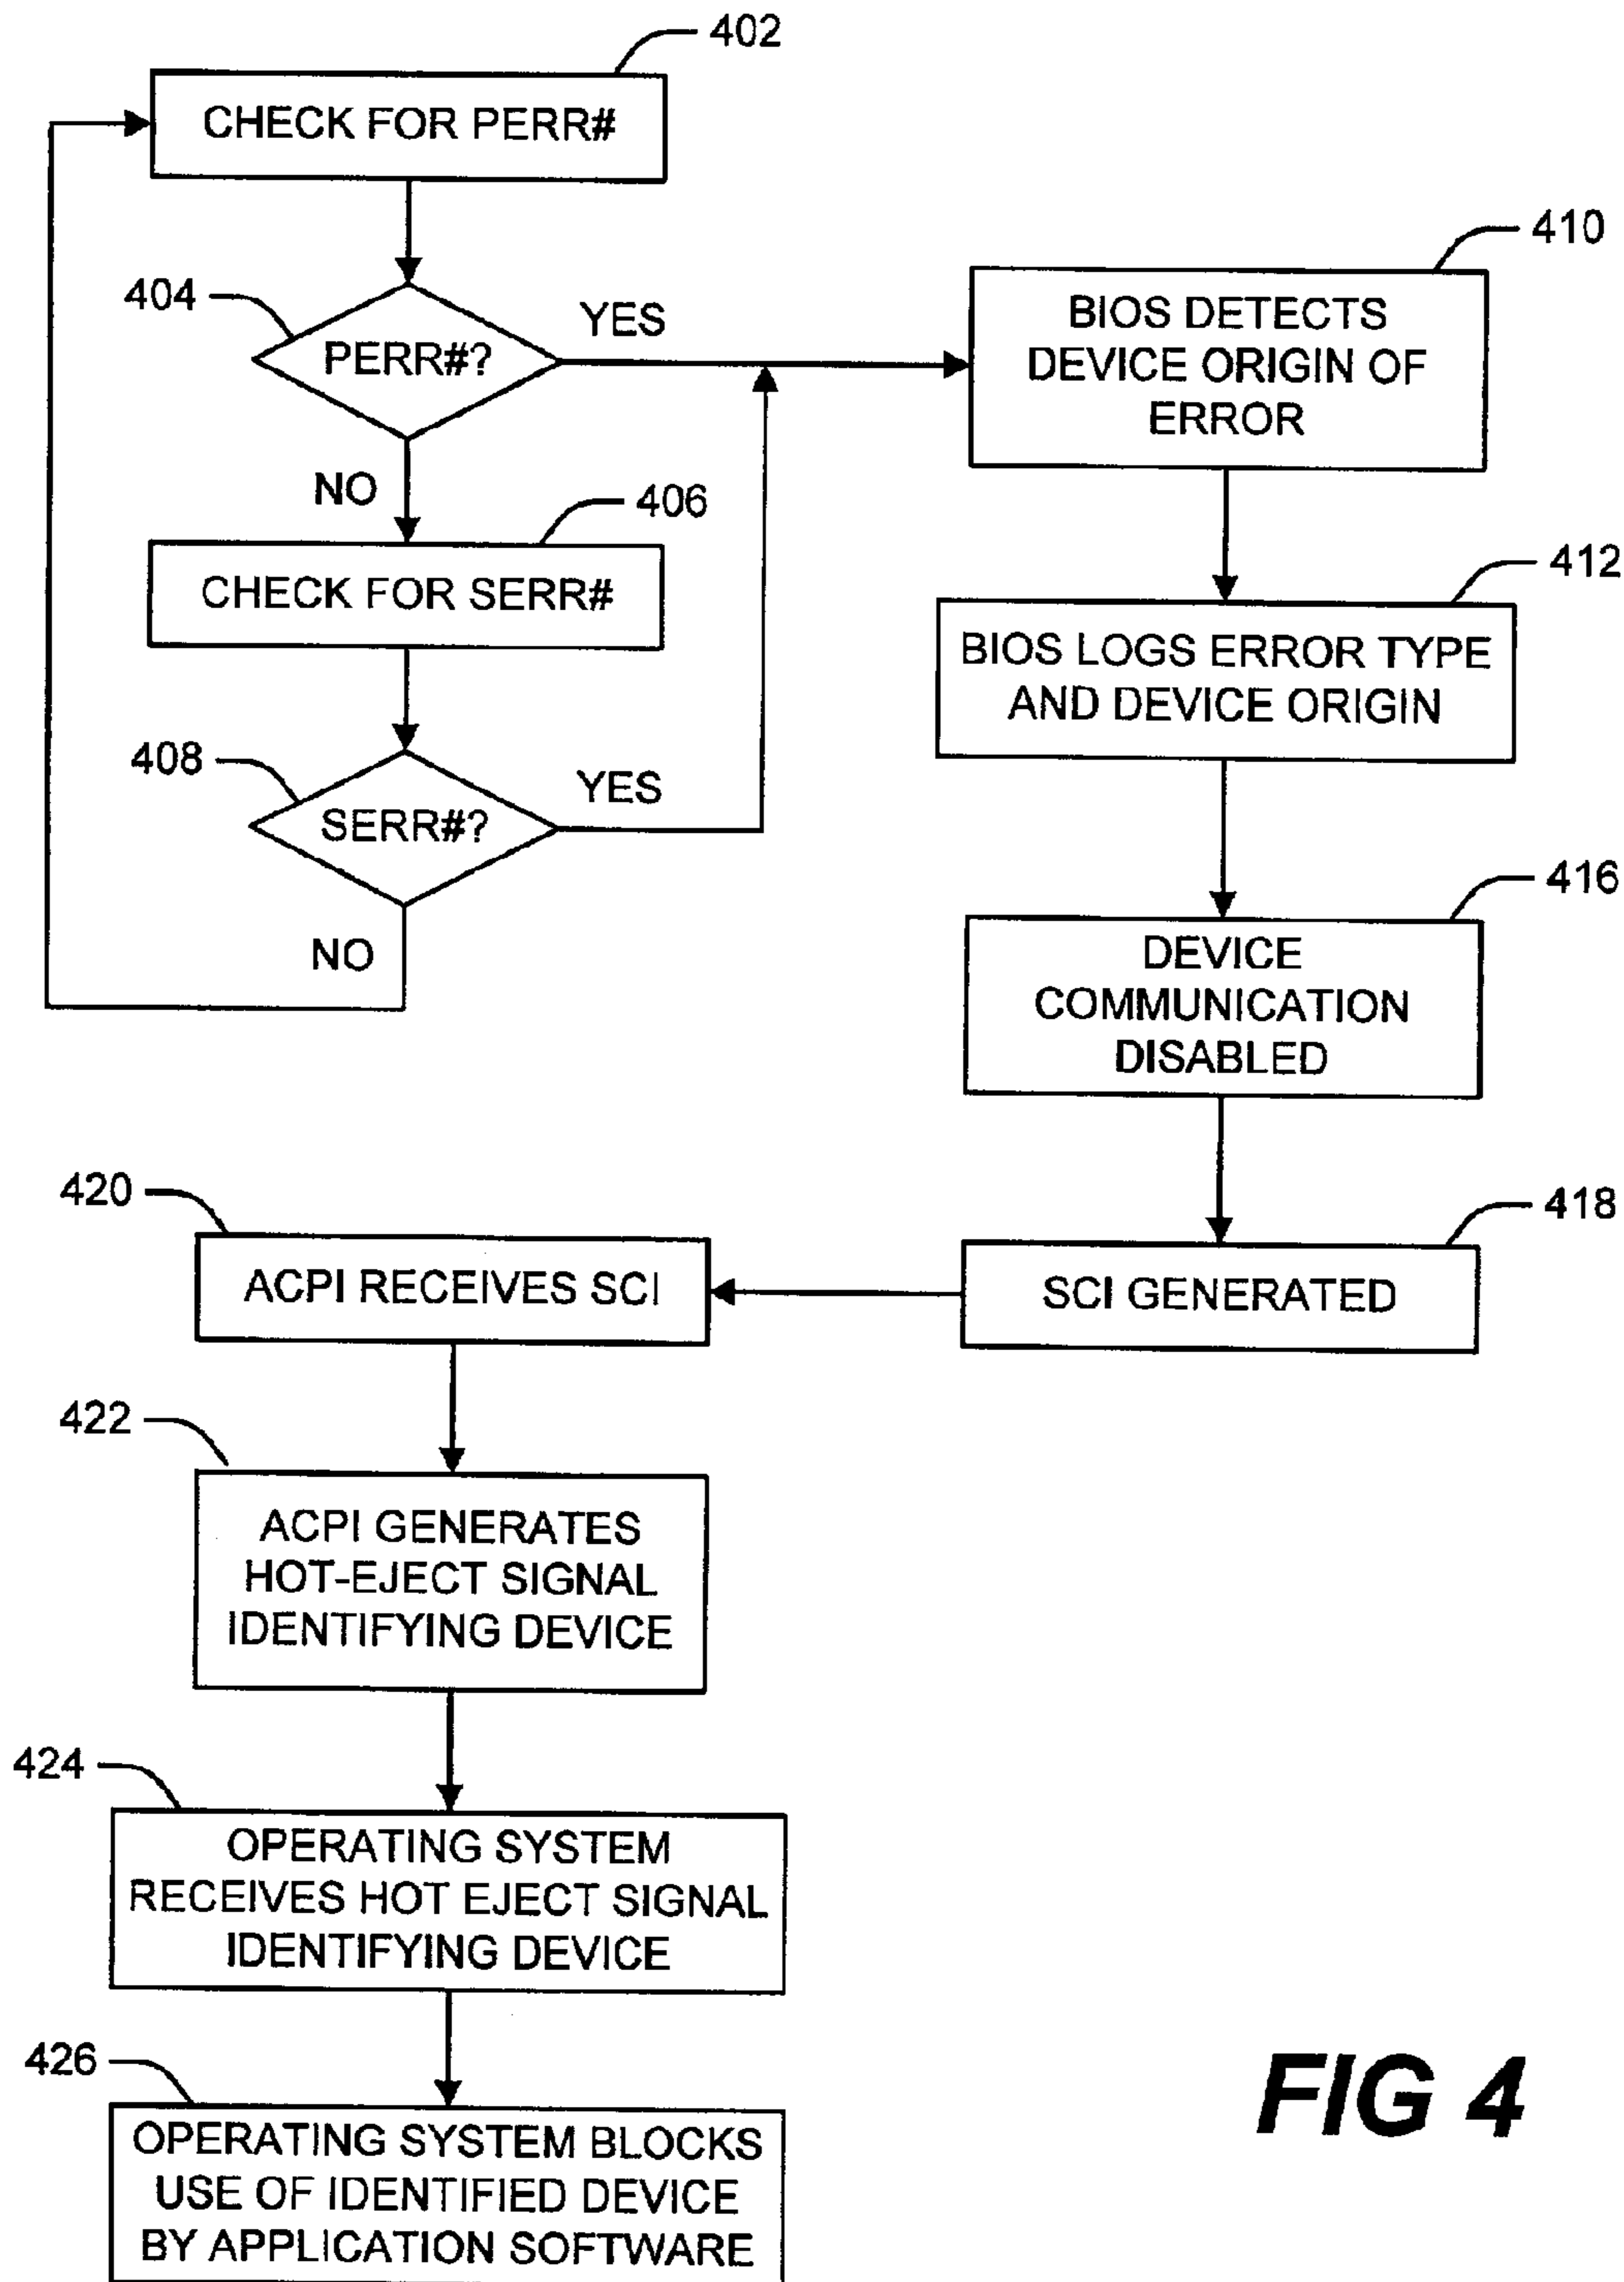 402
CHECK FOR PERR#
404
PERR#?
YES
NO
406
CHECK FOR SERR#
408
SERR#?
YES
NO
410
BIOS DETECTS
DEVICE ORIGIN OF
ERROR
412
BIOS LOGS ERROR TYPE
AND DEVICE ORIGIN
416
DEVICE
COMMUNICATION
DISABLED
418
SCI GENERATED
420
ACPI RECEIVES SCI
422
ACPI GENERATES
HOT-EJECT SIGNAL
IDENTIFYING DEVICE
424
OPERATING SYSTEM
RECEIVES HOT EJECT SIGNAL
IDENTIFYING DEVICE
426
OPERATING SYSTEM BLOCKS
USE OF IDENTIFIED DEVICE
BY APPLICATION SOFTWARE
FIG 4